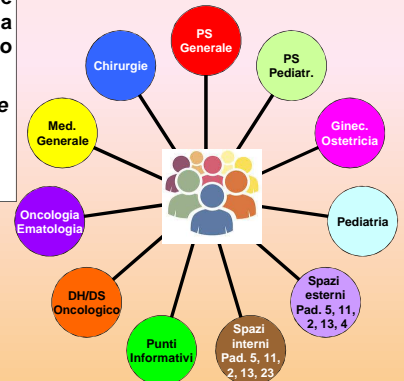 e
a
o
e
PS
Generale
PS
Pediatr.
Chirurgie
Ginec.
Ostetricia
Med.
Generale
Pediatria
Oncologia
Ematologia
Spazi
esterni
Pad. 5, 11,
2, 13, 4
DH/DS
Oncologico
Spazi
interni
Pad. 5, 11,
2, 13, 23
Punti
Informativi